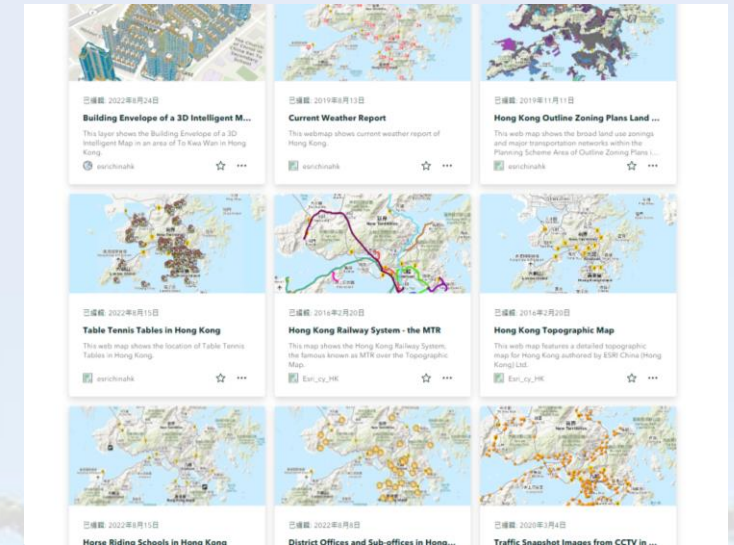 已編輯: 2022年8月24日
Building Envelope of a 3D Intelligent M...
This layer shows the Building Envelope of a 3D
Intelligent Map in an area of To Kwa Wan in Hong
Kong.
esrichinahk
已編輯: 2019年8月13日
Current Weather Report
This webmap shows current weather report of
Hong Kong.
esrichinahk
已編輯: 2019年11月11日
Hong Kong Outline Zoning Plans Land ...
This web map shows the broad land use zonings
and major transportation networks within the
Planning Scheme Area of Outline Zoning Plans i...
esrichinahk
已編輯: 2022年8月15日
Table Tennis Tables in Hong Kong
This web map shows the location of Table Tennis
Tables in Hong Kong.
esrichinahk
已編輯: 2016年2月20日
Hong Kong Railway System - the MTR
This map shows the Hong Kong Railway System,
the famous known as MTR over the Topographic
Map.
Esri_cy_HK
已編輯: 2016年2月20日
Hong Kong Topographic Map
This web map features a detailed topographic
map for Hong Kong authored by ESRI China (Hong
Kong) Ltd.
Esri_cy_HK
已編輯: 2022年8月15日
Horse Riding Schools in Hong Kong
已編輯: 2022年8月8日
District Offices and Sub-offices in Hong...
已編輯: 2020年3月4日
Traffic Snapshot Images from CCTV in ...